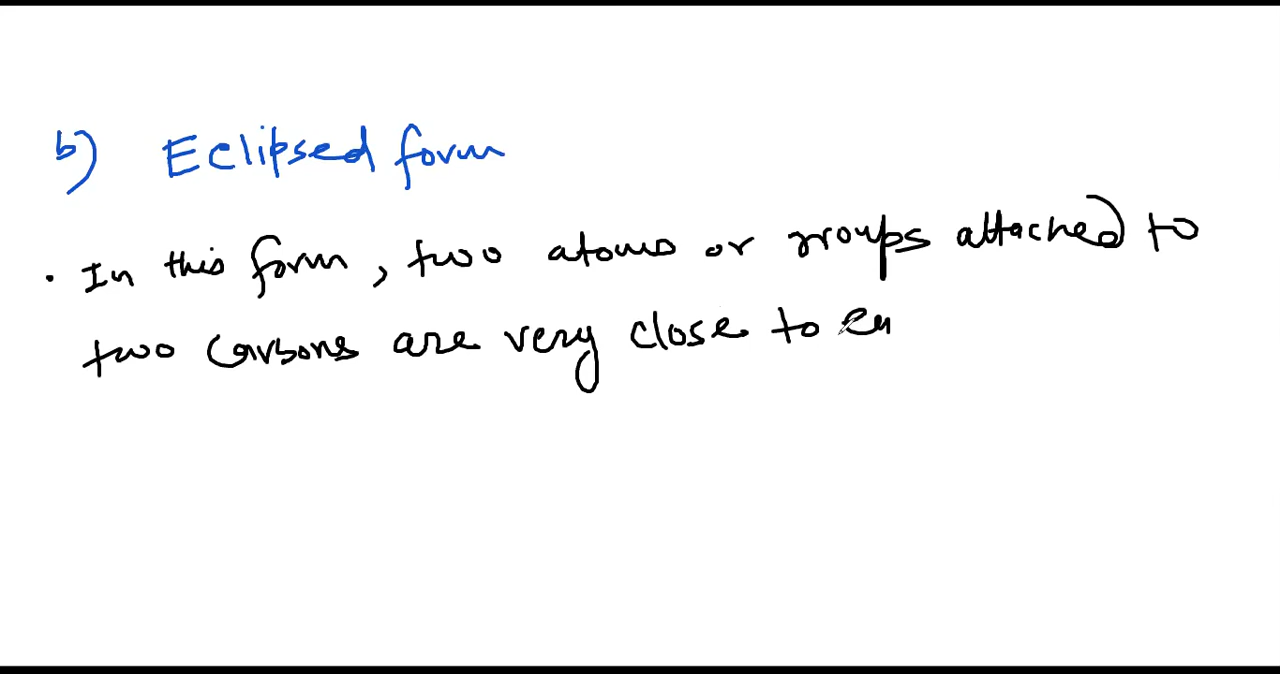 b) Eclipsed form
. In this form, two atoms or groups attached to
two carbons are very close to